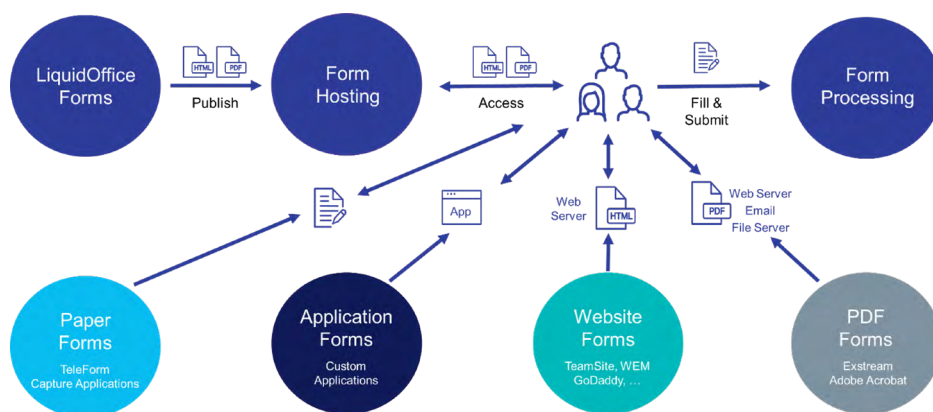 LiquidOffice
Forms
HTML
PDF
Publish
Form
Hosting
HTML
PDF
Access
Fill &
Submit
Form
Processing
App
Web
Server
HTML
PDF
Web Server
Email
File Server
Paper
Forms
TeleForm
Capture Applications
Application
Forms
Custom
Applications
Website
Forms
TeamSite, WEM
GoDaddy, ...
PDF
Forms
Exstream
Adobe Acrobat